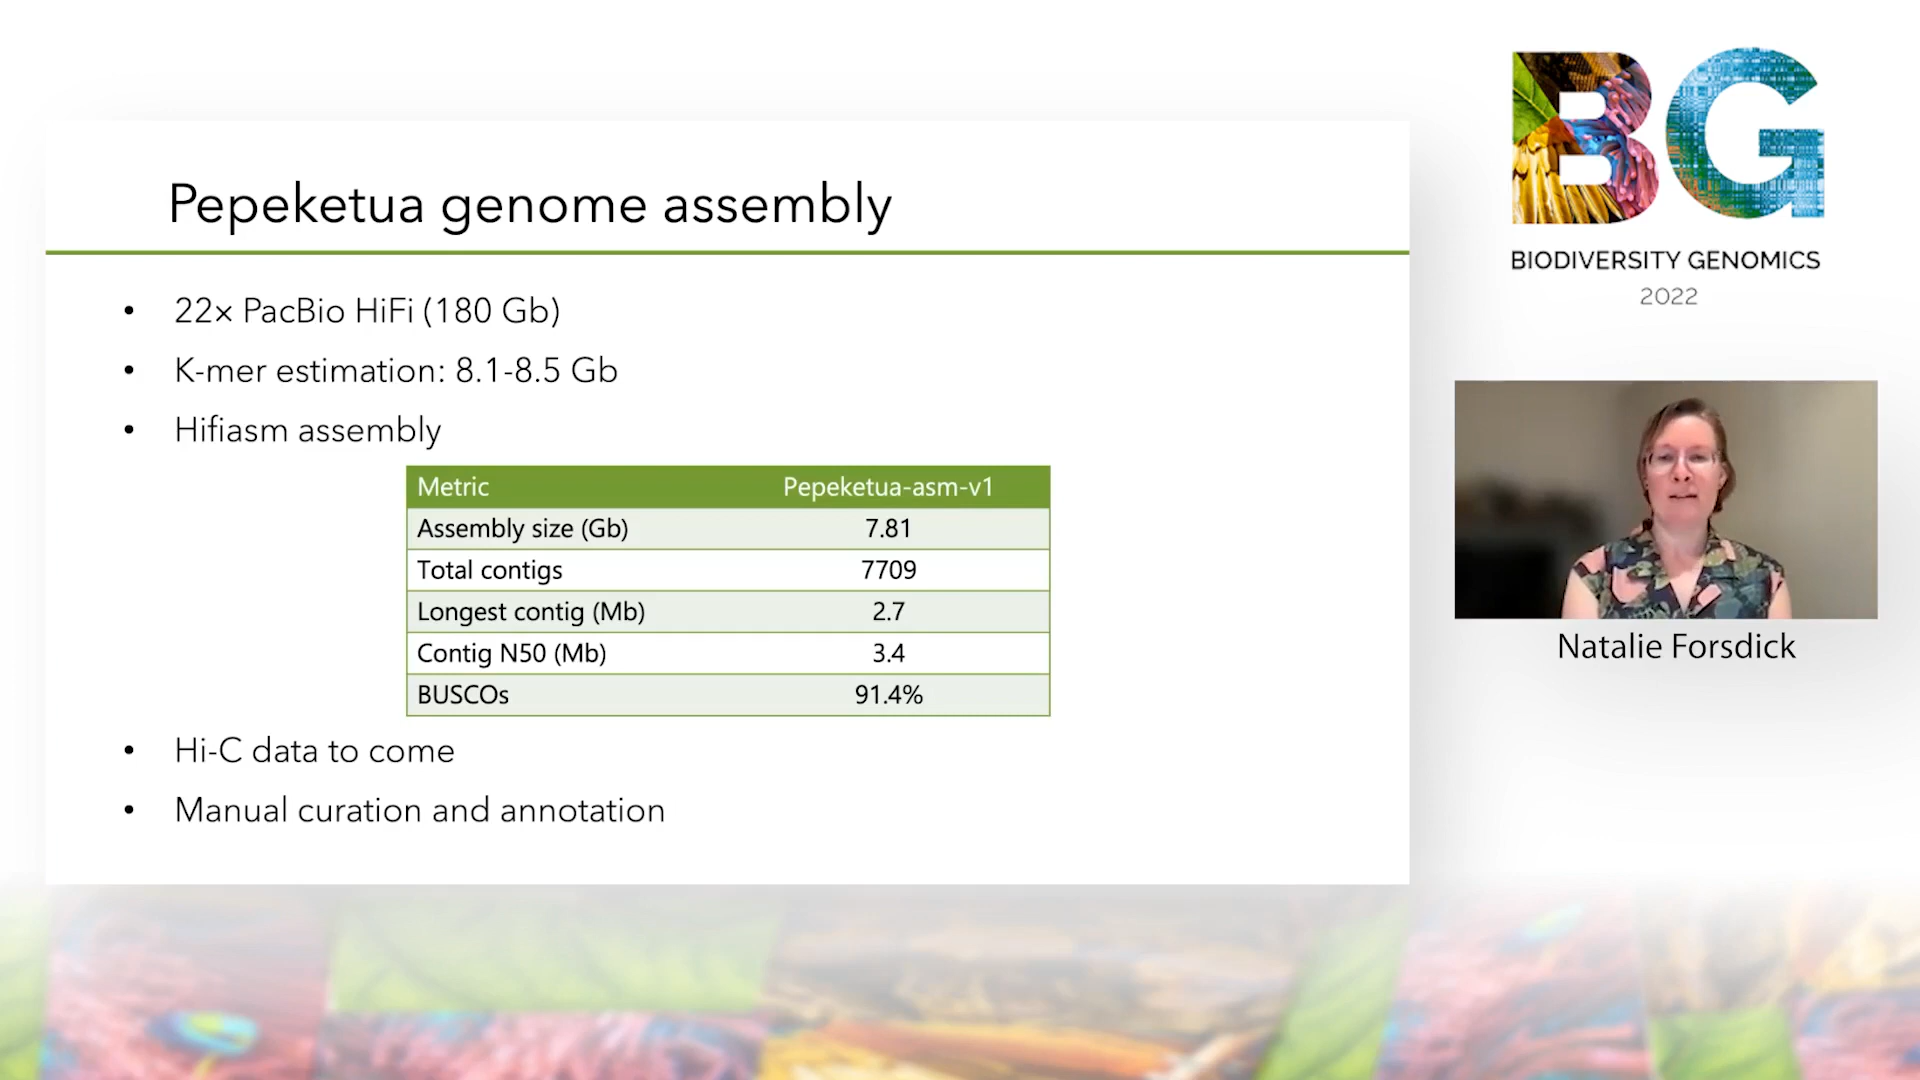 Pepeketua genome assembly
• 22× PacBio HiFi (180 Gb)
• K-mer estimation: 8.1-8.5 Gb
• Hifiasm assembly
Metric Pepeketua-asm-v1
Assembly size (Gb) 7.81
Total contigs 7709
Longest contig (Mb) 2.7
Contig N50 (Mb) 3.4
BUSCOs 91.4%
• Hi-C data to come
• Manual curation and annotation
BG
BIODIVERSITY GENOMICS
2022
Natalie Forsdick